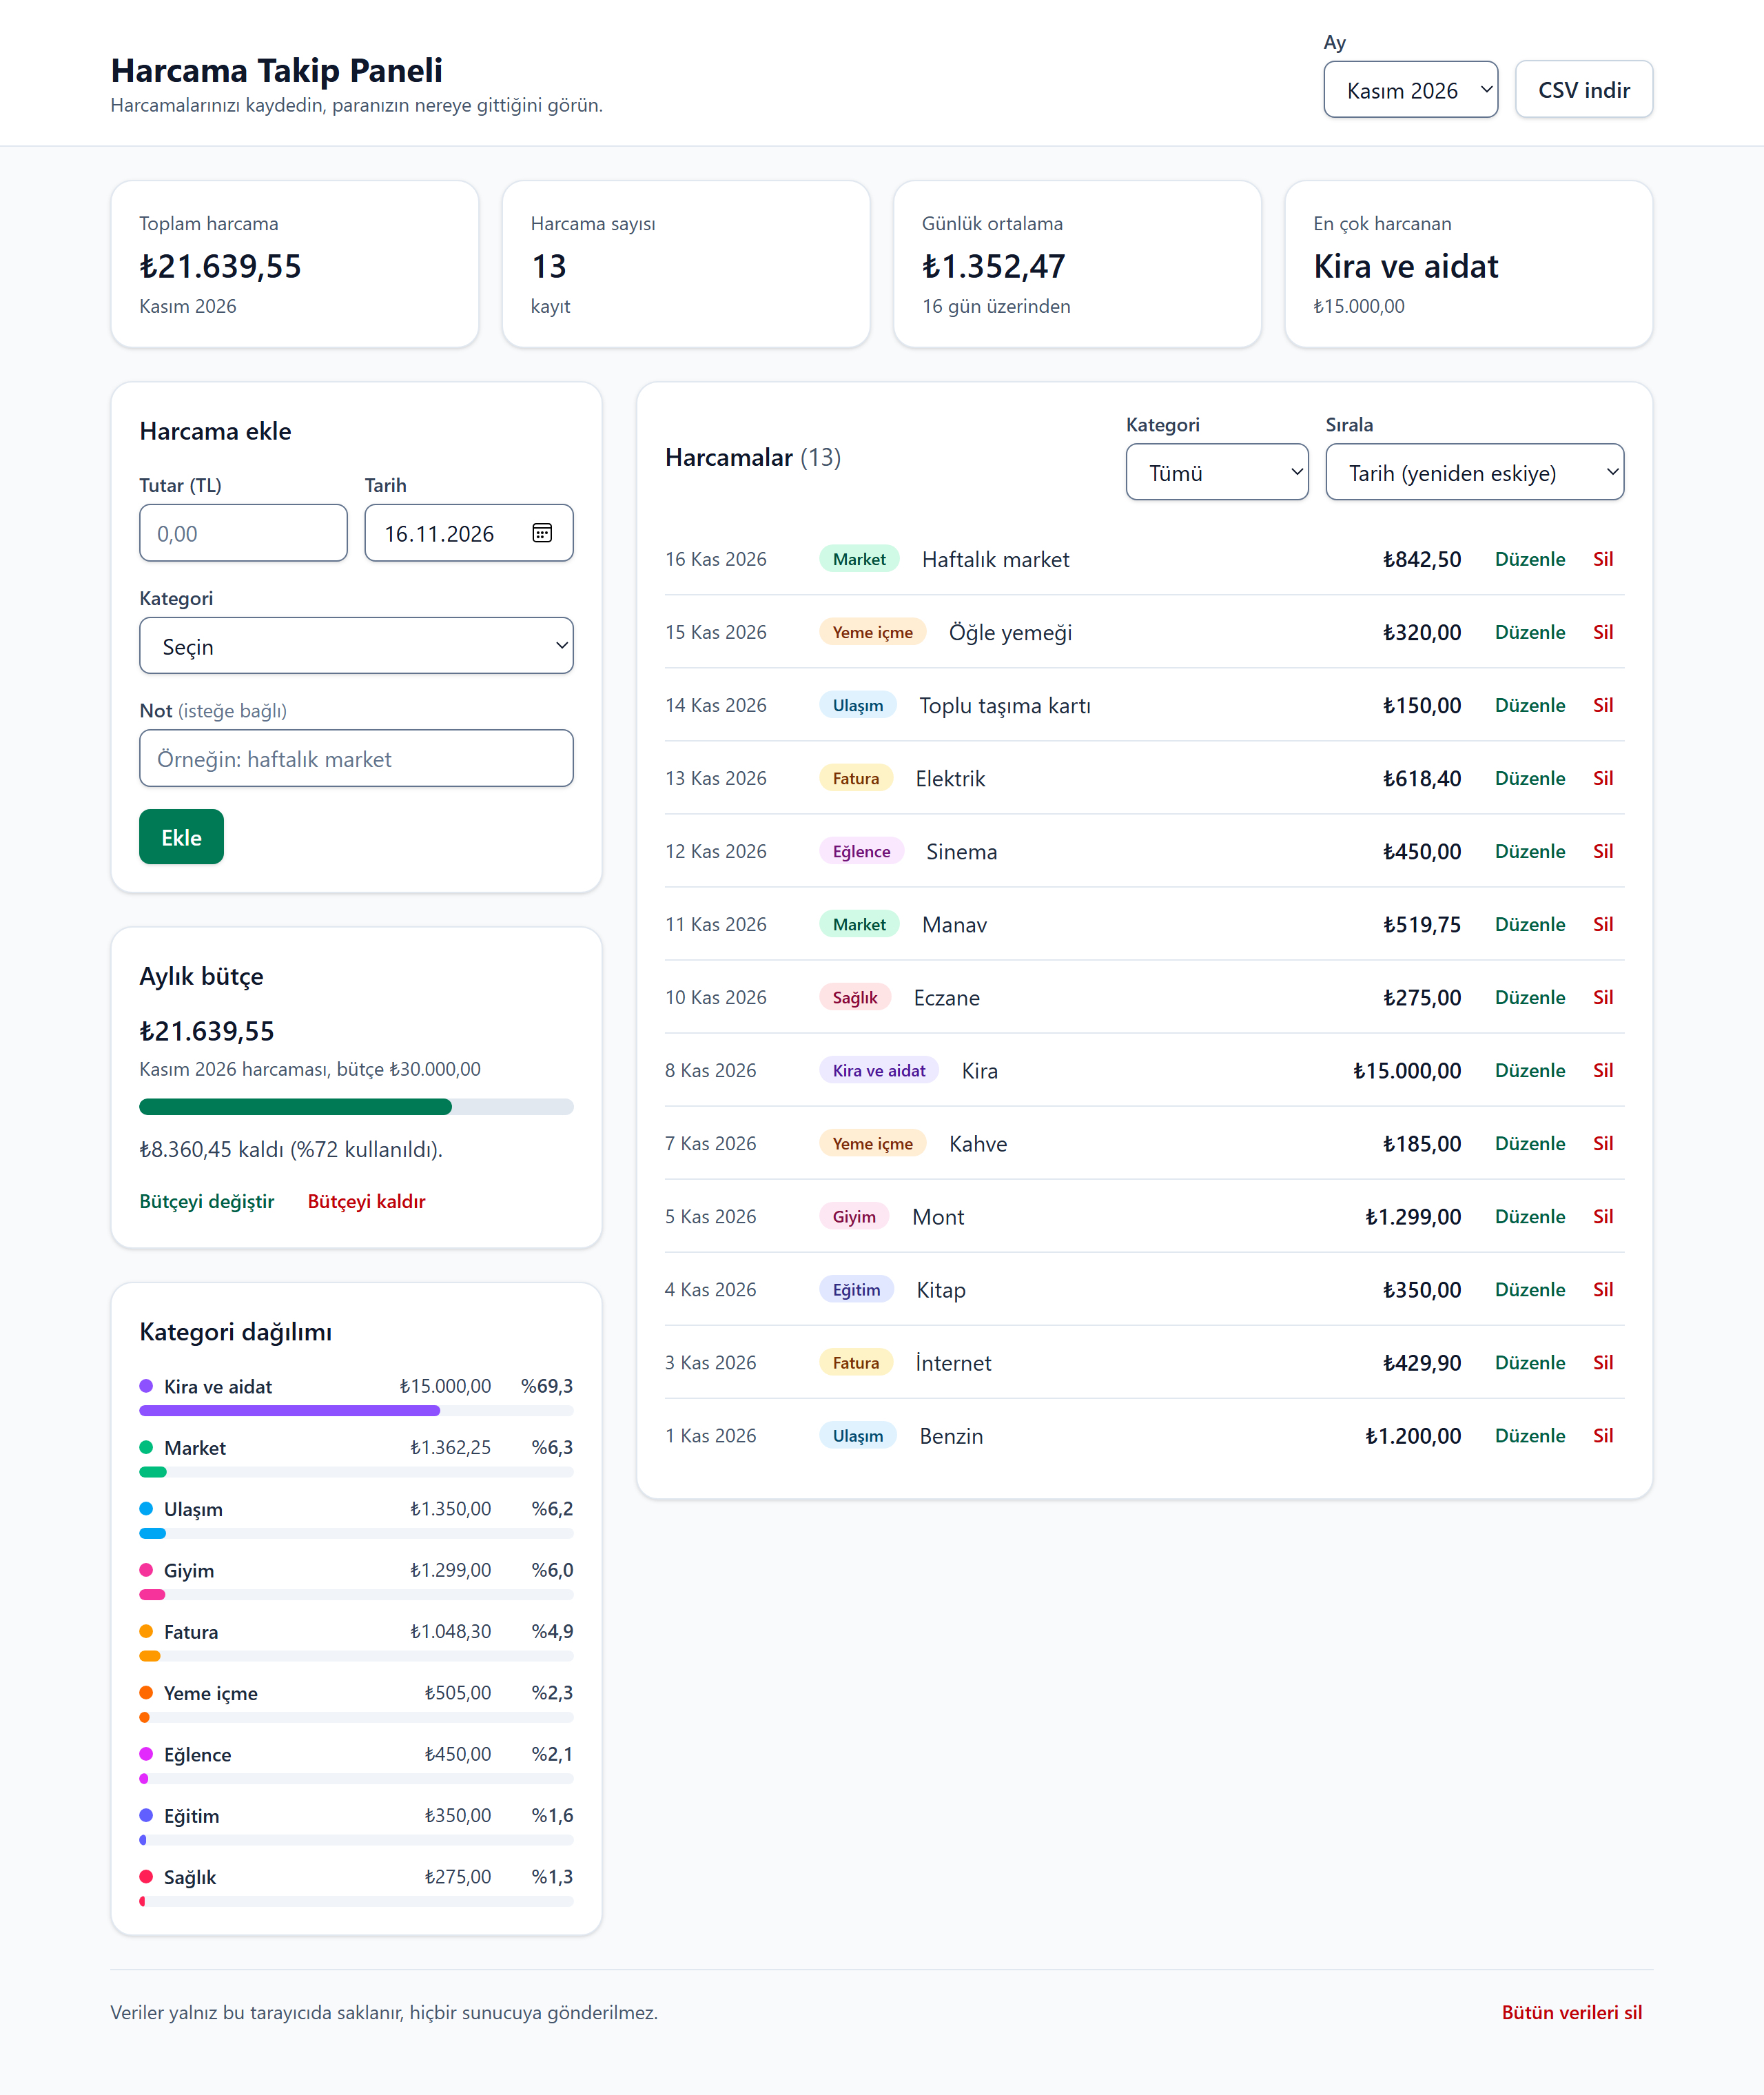 Harcama Takip Paneli
Harcamalarınızı kaydedin, paranızın nereye gittiğini görün.
Ay
Kasım 2026
CSV indir
Toplam harcama
₺21.639,55
Kasım 2026
Harcama sayısı
13
kayıt
Günlük ortalama
₺1.352,47
16 gün üzerinden
En çok harcanan
Kira ve aidat
₺15.000,00
Harcama ekle
Tutar (TL)
0,00
Tarih
16.11.2026
Kategori
Seçin
Not (isteğe bağlı)
Örneğin: haftalık market
Ekle
Aylık bütçe
₺21.639,55
Kasım 2026 harcaması, bütçe ₺30.000,00
₺8.360,45 kaldı (%72 kullanıldı).
Bütçeyi değiştir Bütçeyi kaldır
Kategori dağılımı
Kira ve aidat ₺15.000,00 %69,3
Market ₺1.362,25 %6,3
Ulaşım ₺1.350,00 %6,2
Giyim ₺1.299,00 %6,0
Fatura ₺1.048,30 %4,9
Yeme içme ₺505,00 %2,3
Eğlence ₺450,00 %2,1
Eğitim ₺350,00 %1,6
Sağlık ₺275,00 %1,3
Harcamalar (13)
Kategori
Tümü
Sırala
Tarih (yeniden eskiye)
16 Kas 2026 Market Haftalık market ₺842,50 Düzenle Sil
15 Kas 2026 Yeme içme Öğle yemeği ₺320,00 Düzenle Sil
14 Kas 2026 Ulaşım Toplu taşıma kartı ₺150,00 Düzenle Sil
13 Kas 2026 Fatura Elektrik ₺618,40 Düzenle Sil
12 Kas 2026 Eğlence Sinema ₺450,00 Düzenle Sil
11 Kas 2026 Market Manav ₺519,75 Düzenle Sil
10 Kas 2026 Sağlık Eczane ₺275,00 Düzenle Sil
8 Kas 2026 Kira ve aidat Kira ₺15.000,00 Düzenle Sil
7 Kas 2026 Yeme içme Kahve ₺185,00 Düzenle Sil
5 Kas 2026 Giyim Mont ₺1.299,00 Düzenle Sil
4 Kas 2026 Eğitim Kitap ₺350,00 Düzenle Sil
3 Kas 2026 Fatura İnternet ₺429,90 Düzenle Sil
1 Kas 2026 Ulaşım Benzin ₺1.200,00 Düzenle Sil
Veriler yalnız bu tarayıcıda saklanır, hiçbir sunucuya gönderilmez.
Bütün verileri sil